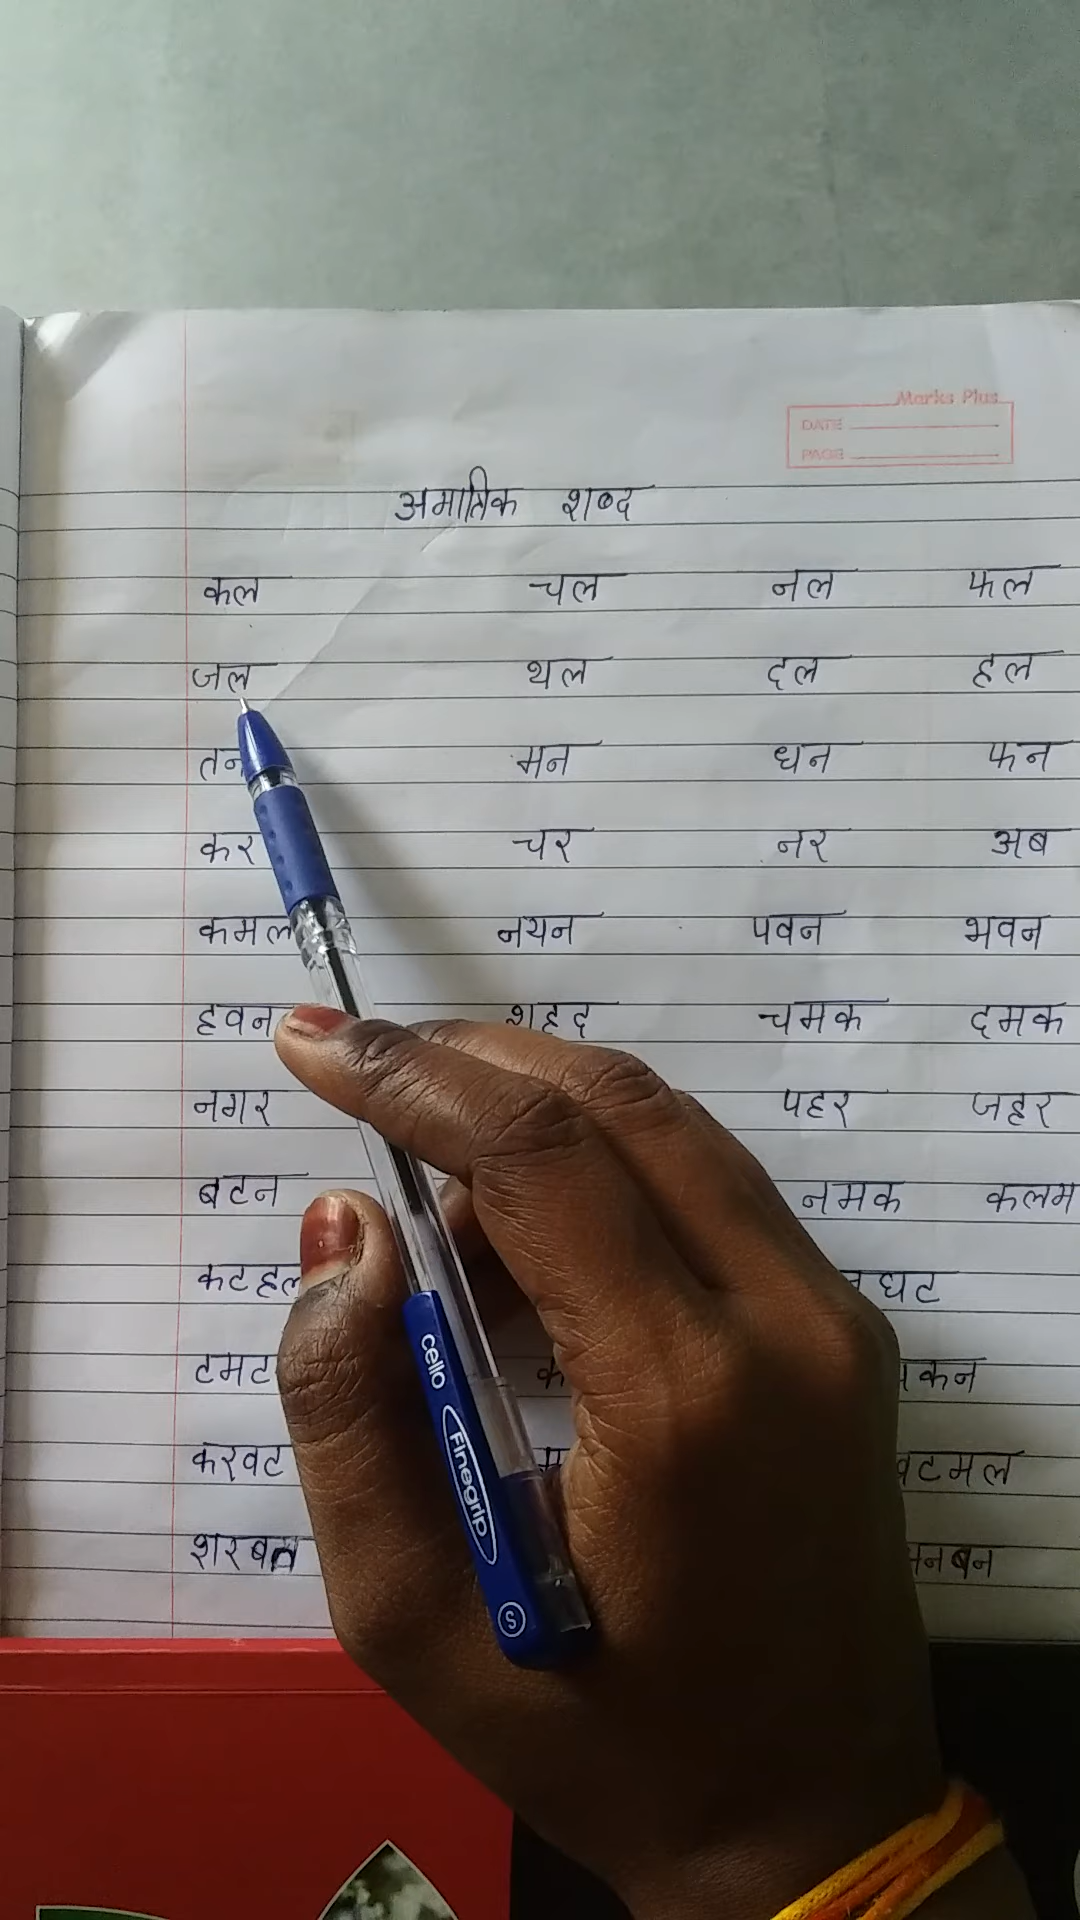 Marks Plus
DATE
PAGE
अमात्रिक शब्द
कल चल नल फल
जल थल दल हल
तन मन धन फन
कर चर नर अब
कमल नयन पवन भवन
हवन शहद चमक दमक
नगर पहर जहर
बटन नमक कलम
कटहल
करवट
शरबत
cello
Finegrip
S